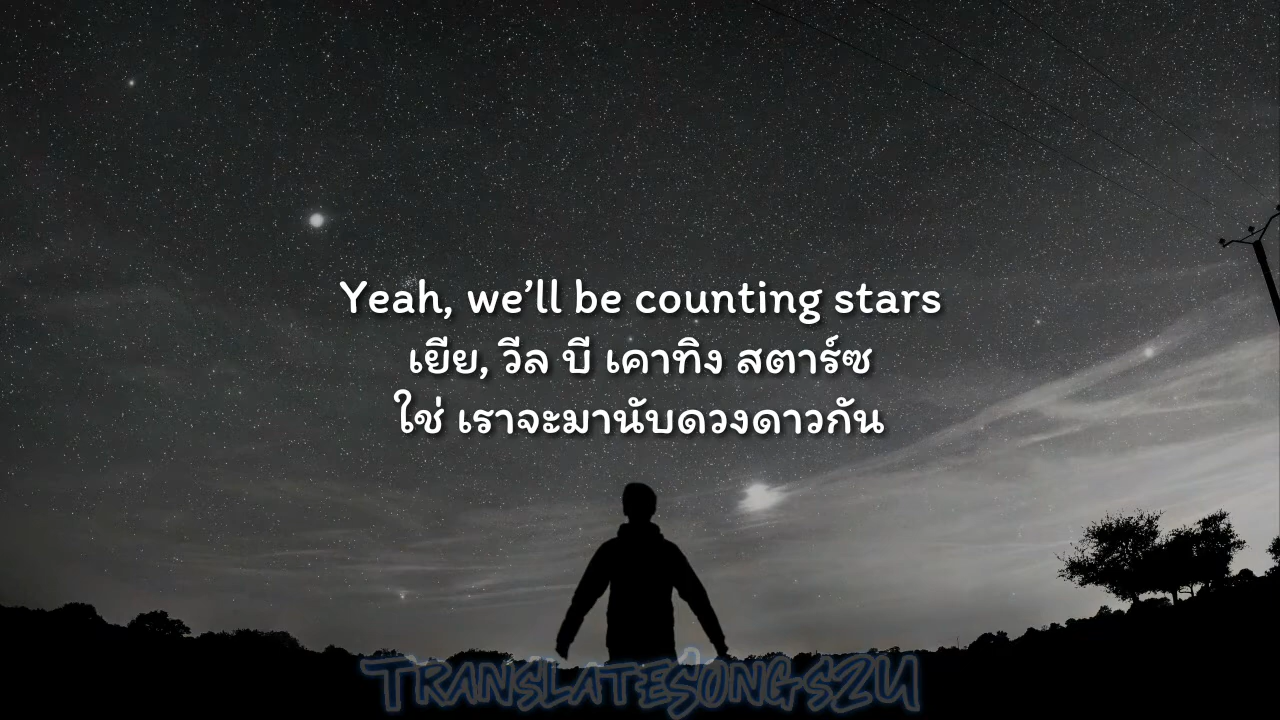 Yeah, we’ll be counting stars
เยีย, วีล บี เคาทิง สตาร์ซ
ใช่ เราจะมานับดวงดาวกัน
TRANSLATESONGS2U